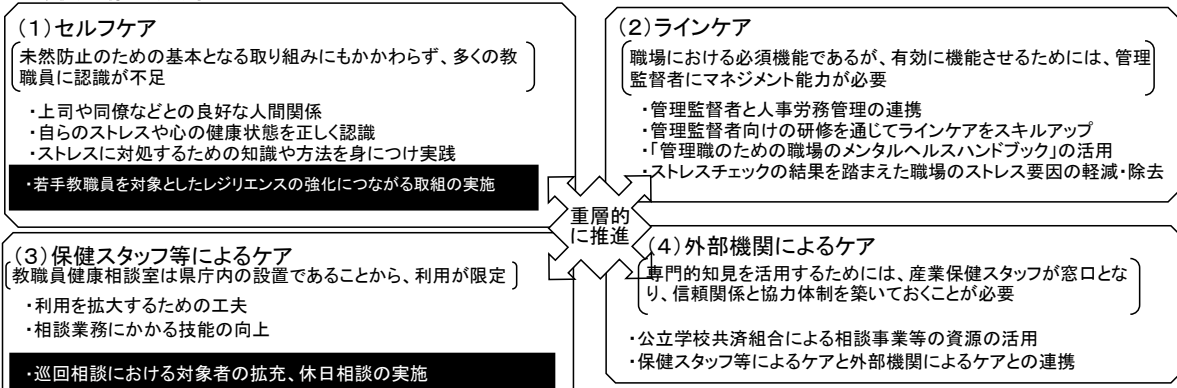 (1)セルフケア
未然防止のための基本となる取り組みにもかかわらず、多くの教
職員に認識が不足
・上司や同僚などとの良好な人間関係
・自らのストレスや心の健康状態を正しく認識
・ストレスに対処するための知識や方法を身につけ実践
・若手教職員を対象としたレジリエンスの強化につながる取組の実施
(2)ラインケア
職場における必須機能であるが、有効に機能させるためには、管理
監督者にマネジメント能力が必要
・管理監督者と人事労務管理の連携
・管理監督者向けの研修を通じてラインケアをスキルアップ
・「管理職のための職場のメンタルヘルスハンドブック」の活用
・ストレスチェックの結果を踏まえた職場のストレス要因の軽減・除去
重層的
に推進
(3)保健スタッフ等によるケア
教職員健康相談室は県庁内の設置であることから、利用が限定
・利用を拡大するための工夫
・相談業務にかかる技能の向上
・巡回相談における対象者の拡充、休日相談の実施
(4)外部機関によるケア
専門的知見を活用するためには、産業保健スタッフが窓口とな
り、信頼関係と協力体制を築いておくことが必要
・公立学校共済組合による相談事業等の資源の活用
・保健スタッフ等によるケアと外部機関によるケアとの連携